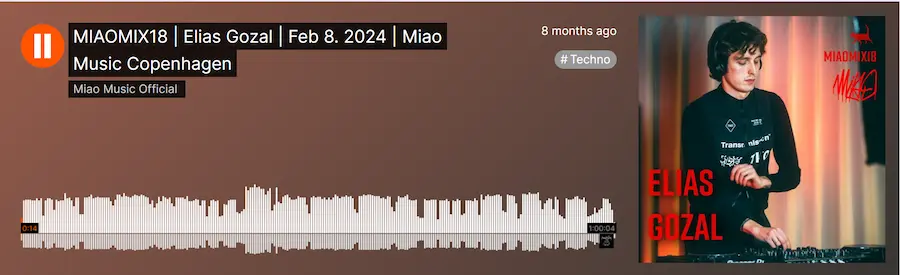 MIAOMIX18 | Elias Gozal | Feb 8. 2024 | Miao
Music Copenhagen
Miao Music Official
8 months ago
# Techno
0:14
1:00:04
MIAOMIX18
Transmission
ELIAS
GOZAL